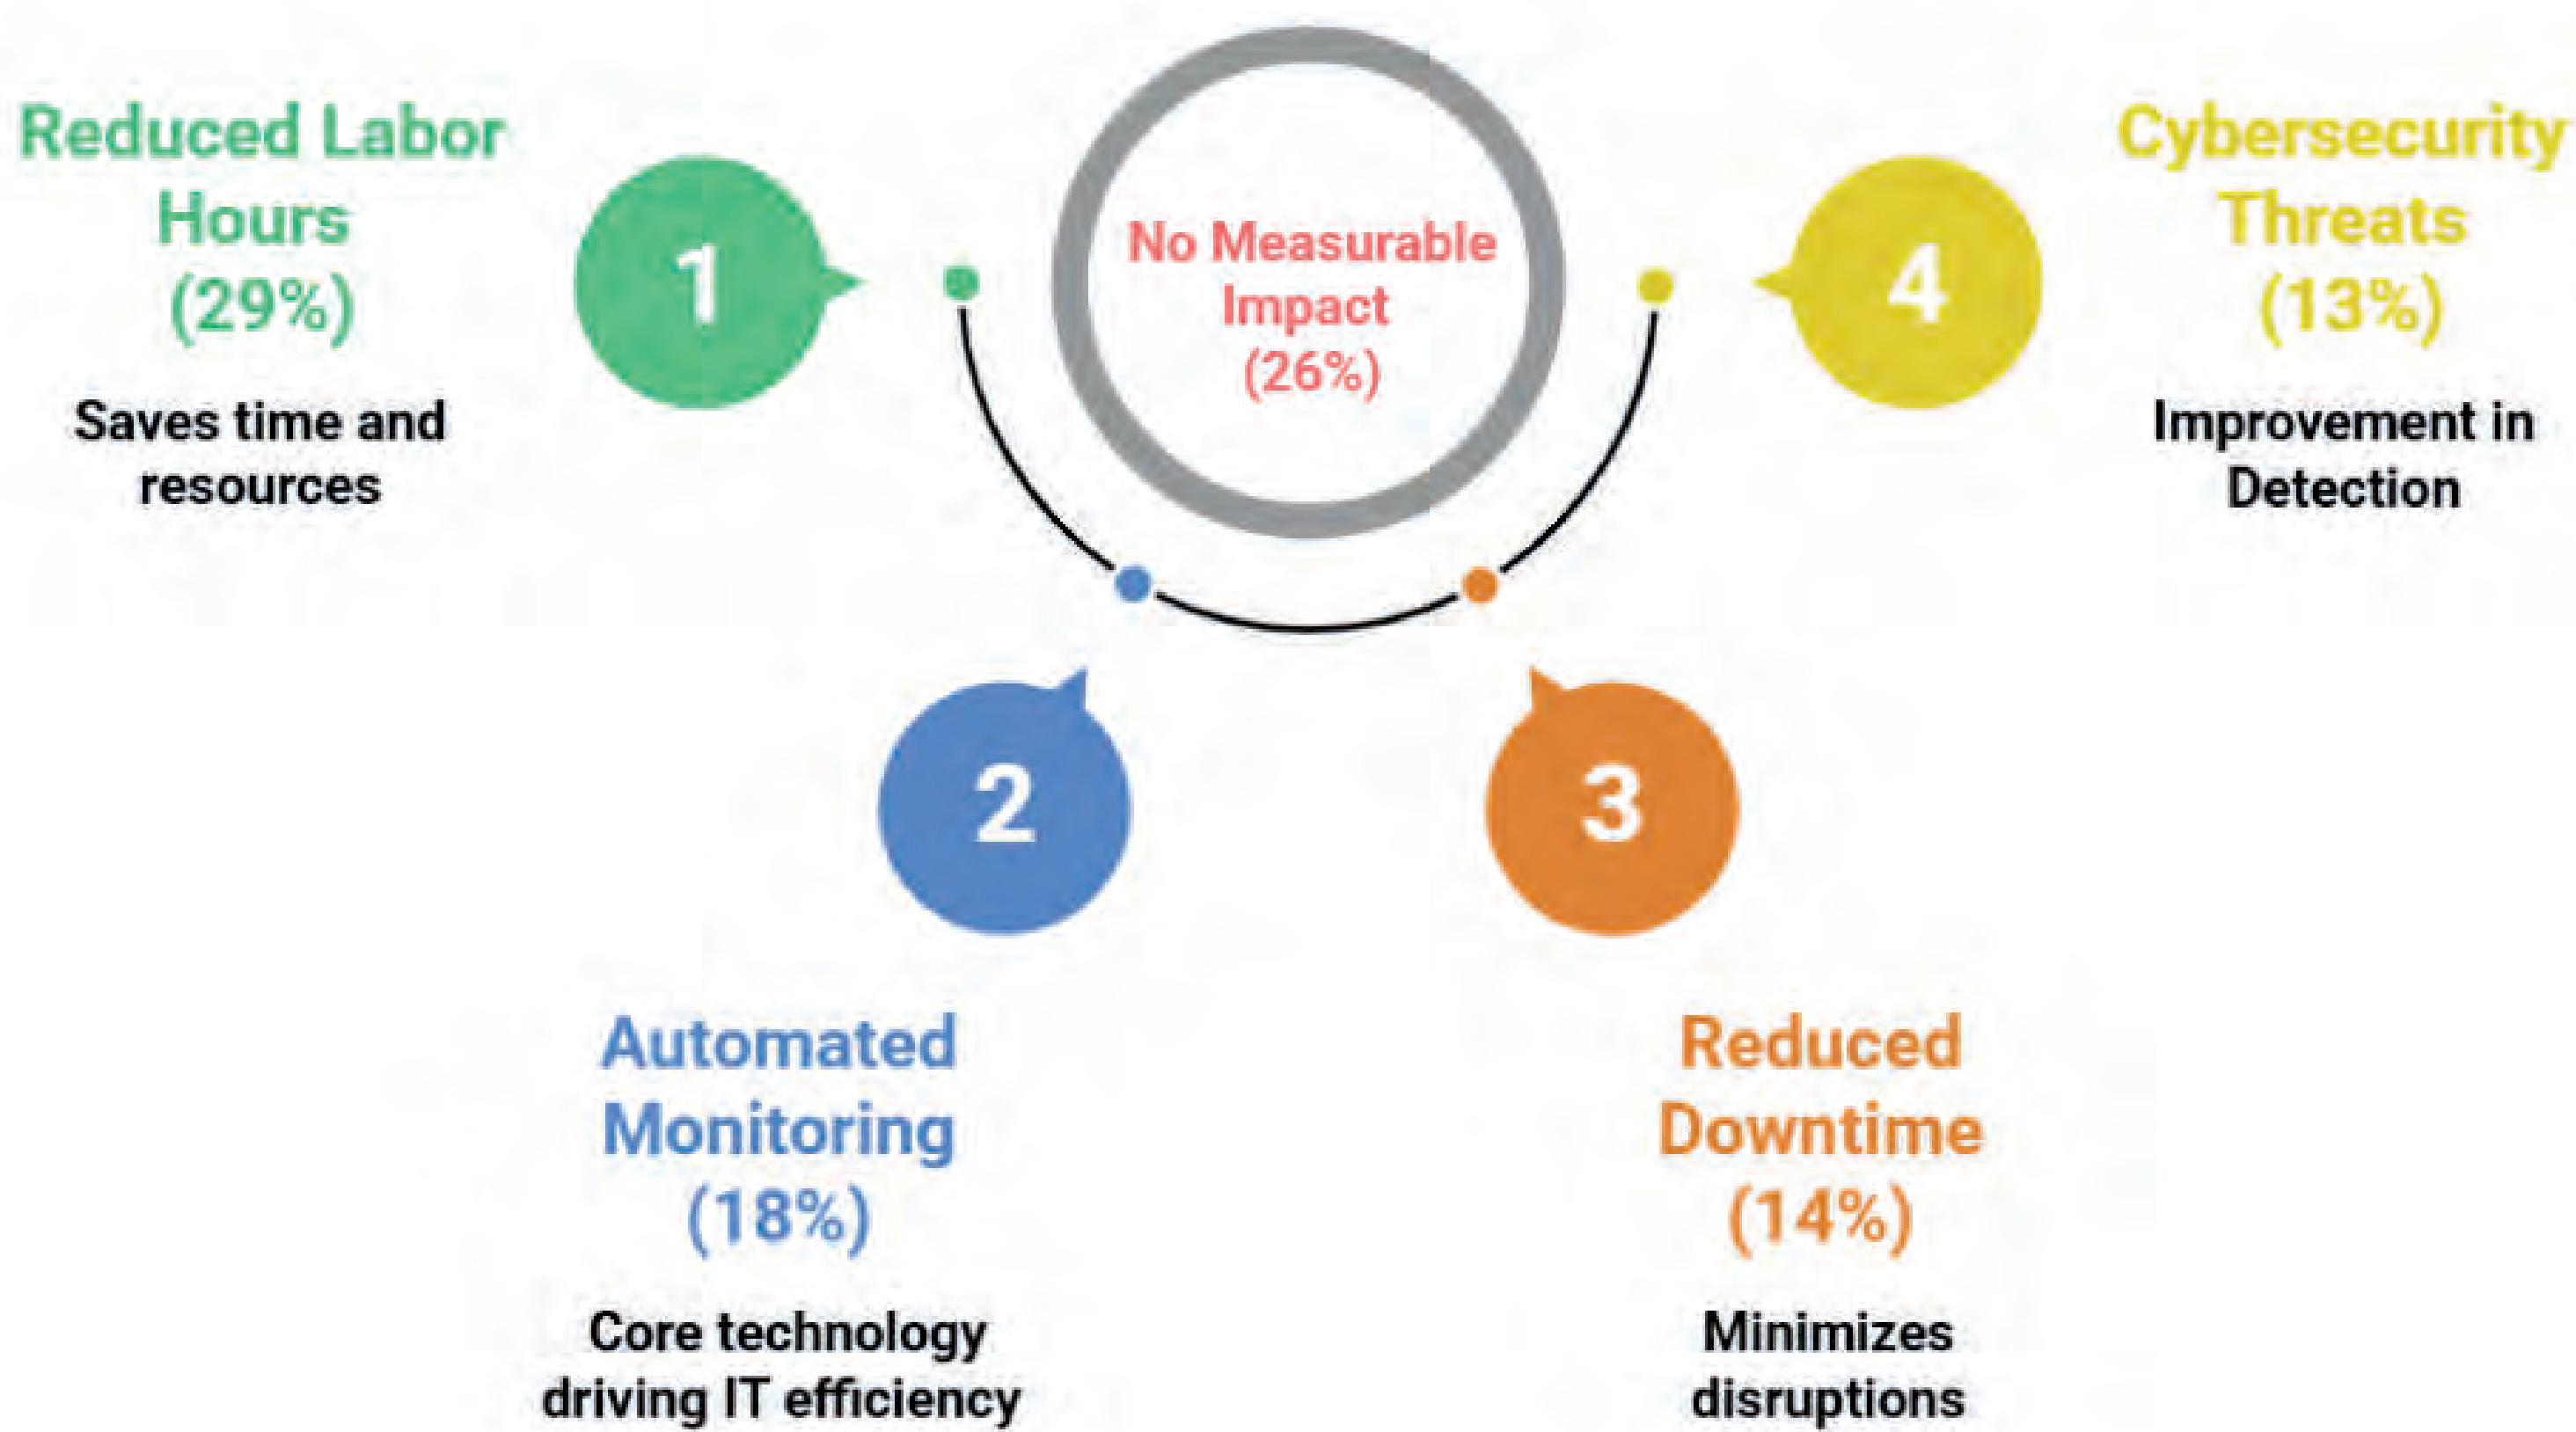 Reduced Labor
Hours
(29%)
Saves time and
resources
1
No Measurable
Impact
(26%)
4
Cybersecurity
Threats
(13%)
Improvement in
Detection
2
Automated
Monitoring
(18%)
Core technology
driving IT efficiency
3
Reduced
Downtime
(14%)
Minimizes
disruptions